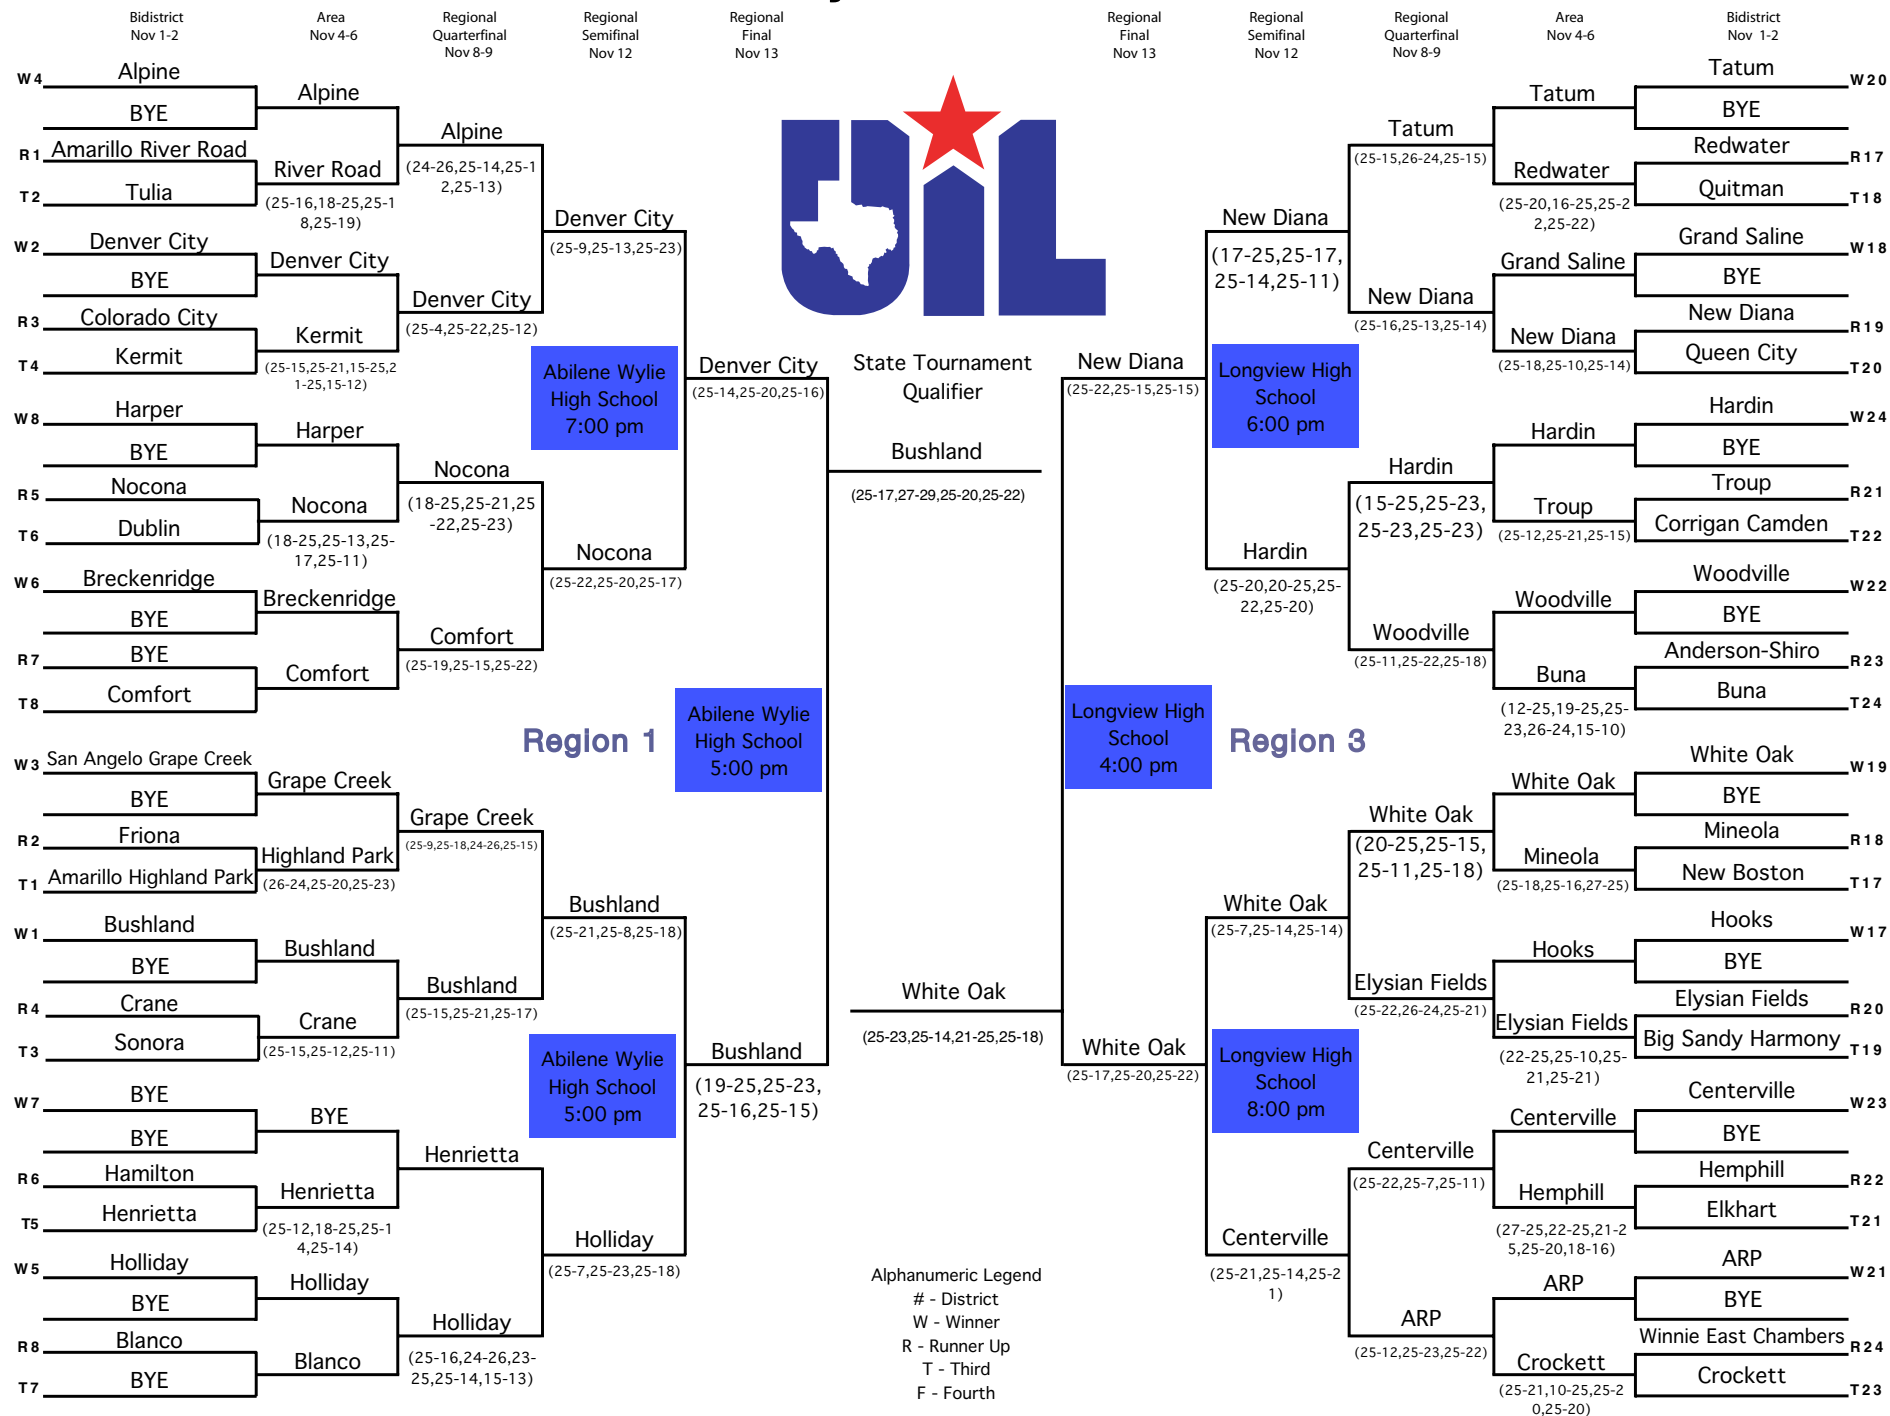 Bidistrict
Nov 1-2
Area
Nov 4-6
Regional
Quarterfinal
Nov 8-9
Regional
Semifinal
Nov 12
Regional
Final
Nov 13
Regional
Final
Nov 13
Regional
Semifinal
Nov 12
Regional
Quarterfinal
Nov 8-9
Area
Nov 4-6
Bidistrict
Nov 1-2
W4
Alpine
BYE
R1
Amarillo River Road
T2
Tulia
W2
Denver City
BYE
R3
Colorado City
T4
Kermit
W8
Harper
BYE
R5
Nocona
T6
Dublin
W6
Breckenridge
BYE
R7
BYE
T8
Comfort
W3
San Angelo Grape Creek
BYE
R2
Friona
T1
Amarillo Highland Park
W1
Bushland
BYE
R4
Crane
T3
Sonora
W7
BYE
BYE
R6
Hamilton
T5
Henrietta
W5
Holliday
BYE
R8
Blanco
T7
BYE
Alpine
River Road
(25-16,18-25,25-1
8,25-19)
Denver City
Kermit
(25-15,25-21,15-25,2
1-25,15-12)
Harper
Nocona
(18-25,25-13,25-
17,25-11)
Breckenridge
Comfort
Grape Creek
Highland Park
(26-24,25-20,25-23)
Bushland
Crane
(25-15,25-12,25-11)
BYE
Henrietta
(25-12,18-25,25-1
4,25-14)
Holliday
Blanco
Alpine
(24-26,25-14,25-1
2,25-13)
Denver City
(25-4,25-22,25-12)
Nocona
(18-25,25-21,25
-22,25-23)
Comfort
(25-19,25-15,25-22)
Grape Creek
(25-9,25-18,24-26,25-15)
Bushland
(25-15,25-21,25-17)
Henrietta
Holliday
(25-16,24-26,23-
25,25-14,15-13)
Denver City
(25-9,25-13,25-23)
Abilene Wylie
High School
7:00 pm
Nocona
(25-22,25-20,25-17)
Region 1
Bushland
(25-21,25-8,25-18)
Abilene Wylie
High School
5:00 pm
Holliday
(25-7,25-23,25-18)
Denver City
(25-14,25-20,25-16)
Abilene Wylie
High School
5:00 pm
Bushland
(19-25,25-23,
25-16,25-15)
UIL
State Tournament
Qualifier
Bushland
(25-17,27-29,25-20,25-22)
White Oak
(25-23,25-14,21-25,25-18)
Alphanumeric Legend
# - District
W - Winner
R - Runner Up
T - Third
F - Fourth
New Diana
(25-22,25-15,25-15)
Longview High
School
4:00 pm
White Oak
(25-17,25-20,25-22)
New Diana
(17-25,25-17,
25-14,25-11)
Longview High
School
6:00 pm
Hardin
(25-20,20-25,25-
22,25-20)
Region 3
White Oak
(25-7,25-14,25-14)
Longview High
School
8:00 pm
Centerville
(25-21,25-14,25-2
1)
Tatum
(25-15,26-24,25-15)
New Diana
(25-16,25-13,25-14)
Hardin
(15-25,25-23,
25-23,25-23)
Woodville
(25-11,25-22,25-18)
White Oak
(20-25,25-15,
25-11,25-18)
Elysian Fields
(25-22,26-24,25-21)
Centerville
(25-22,25-7,25-11)
ARP
(25-12,25-23,25-22)
Tatum
Redwater
(25-20,16-25,25-2
2,25-22)
Grand Saline
New Diana
(25-18,25-10,25-14)
Hardin
Troup
(25-12,25-21,25-15)
Woodville
Buna
(12-25,19-25,25-
23,26-24,15-10)
White Oak
Mineola
(25-18,25-16,27-25)
Hooks
Elysian Fields
(22-25,25-10,25-
21,25-21)
Centerville
Hemphill
(27-25,22-25,21-2
5,25-20,18-16)
ARP
Crockett
(25-21,10-25,25-2
0,25-20)
Tatum
W20
BYE
Redwater
R17
Quitman
T18
Grand Saline
W18
BYE
New Diana
R19
Queen City
T20
Hardin
W24
BYE
Troup
R21
Corrigan Camden
T22
Woodville
W22
BYE
Anderson-Shiro
R23
Buna
T24
White Oak
W19
BYE
Mineola
R18
New Boston
T17
Hooks
W17
BYE
Elysian Fields
R20
Big Sandy Harmony
T19
Centerville
W23
BYE
Hemphill
R22
Elkhart
T21
ARP
W21
BYE
Winnie East Chambers
R24
Crockett
T23